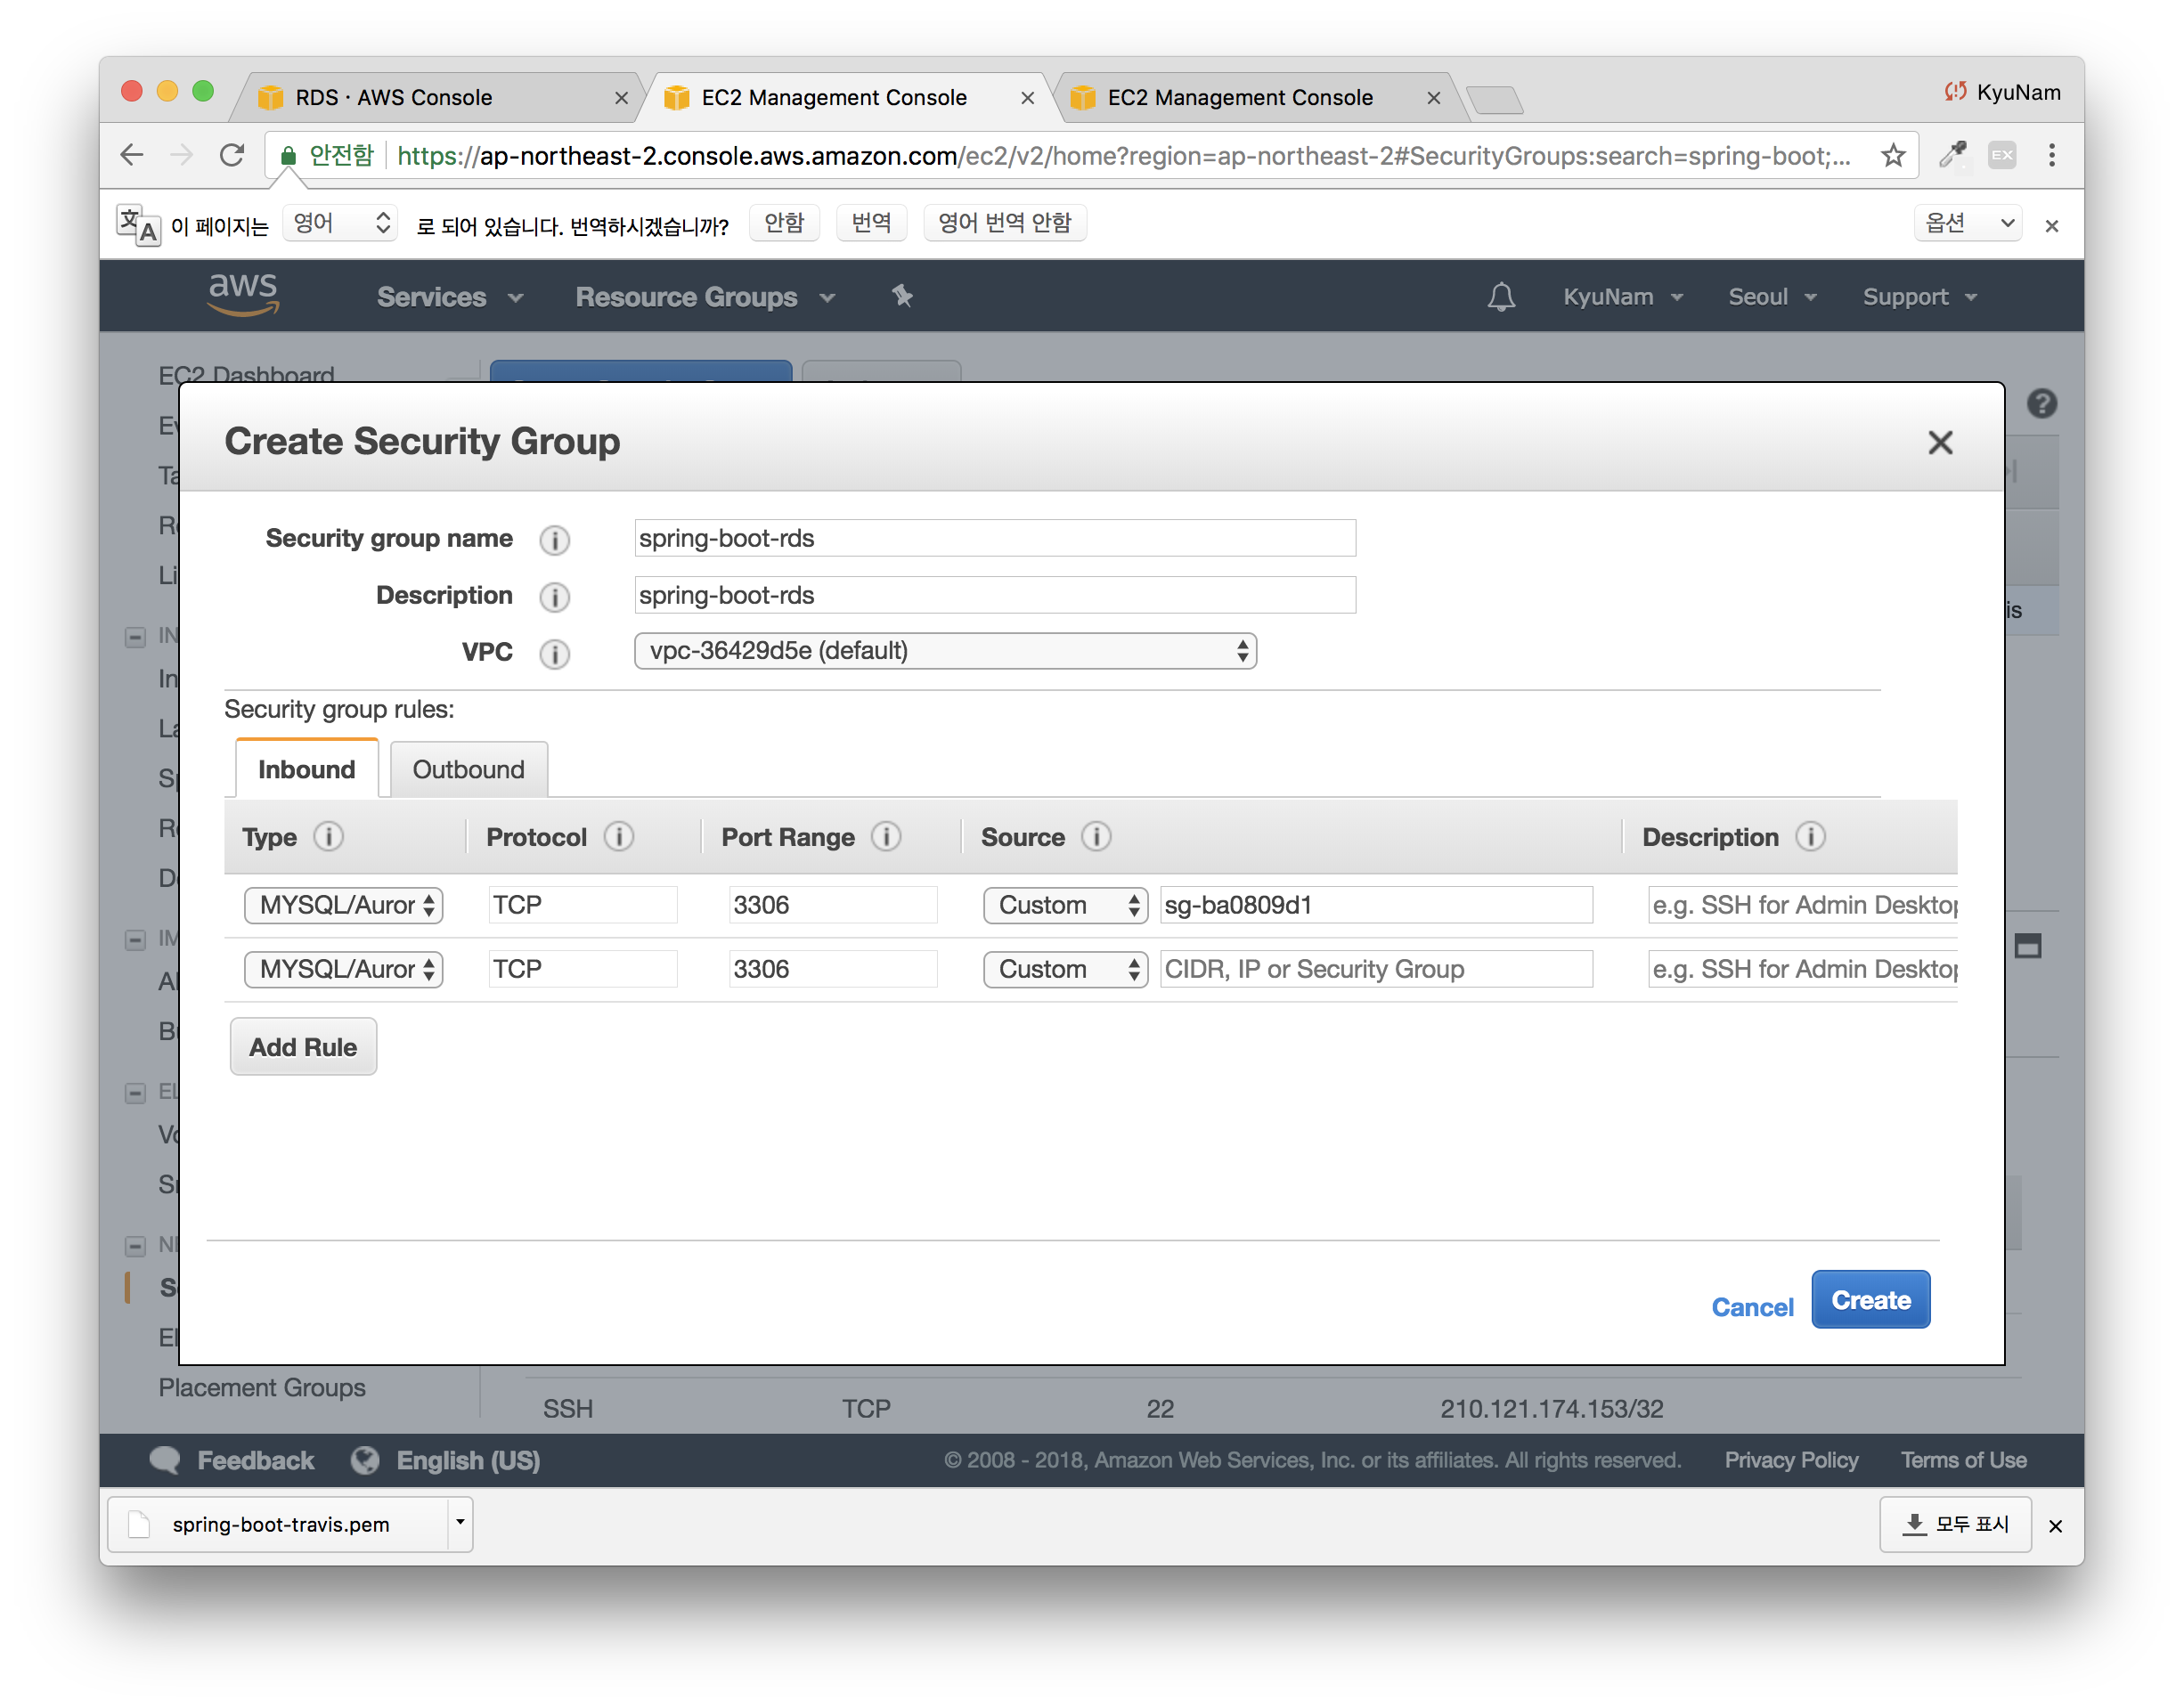 RDS · AWS Console
EC2 Management Console
EC2 Management Console
KyuNam
안전함
https://ap-northeast-2.console.aws.amazon.com/ec2/v2/home?region=ap-northeast-2#SecurityGroups:search=spring-boot;...
EX
文A 이 페이지는 영어 로 되어 있습니다. 번역하시겠습니까? 안함 번역 영어 번역 안함 옵션
aws Services Resource Groups KyuNam Seoul Support
EC2 Dashboard
Create Security Group
Security group name spring-boot-rds
Description spring-boot-rds
VPC vpc-36429d5e (default)
Security group rules:
Inbound Outbound
Type Protocol Port Range Source Description
MYSQL/Auror TCP 3306 Custom sg-ba0809d1 e.g. SSH for Admin Desktop
MYSQL/Auror TCP 3306 Custom CIDR, IP or Security Group e.g. SSH for Admin Desktop
Add Rule
Cancel Create
Placement Groups
SSH TCP 22 210.121.174.153/32
Feedback English (US) © 2008 - 2018, Amazon Web Services, Inc. or its affiliates. All rights reserved. Privacy Policy Terms of Use
spring-boot-travis.pem 모두 표시